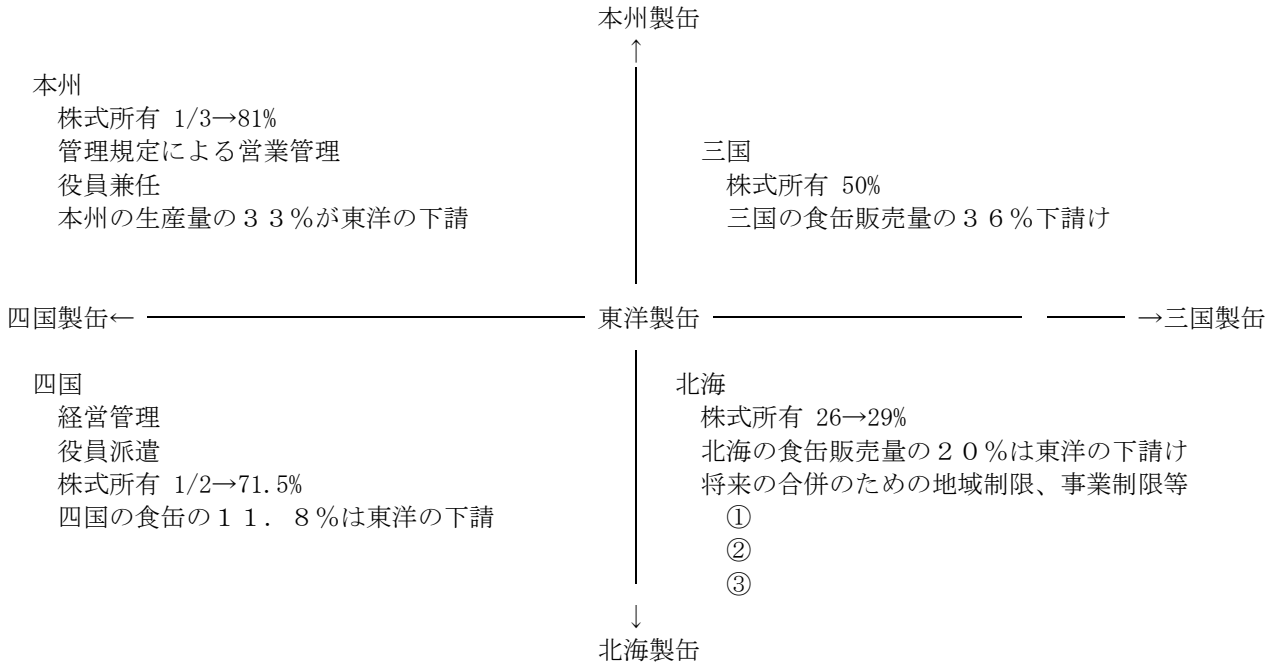 本州製缶
↑
本州
株式所有 1/3→81%
管理規定による営業管理
役員兼任
本州の生産量の33%が東洋の下請
三国
株式所有 50%
三国の食缶販売量の36%下請け
四国製缶← 東洋製缶 →三国製缶
四国
経営管理
役員派遣
株式所有 1/2→71.5%
四国の食缶の11.8%は東洋の下請
北海
株式所有 26→29%
北海の食缶販売量の20%は東洋の下請け
将来の合併のための地域制限、事業制限等
①
②
③
↓
北海製缶